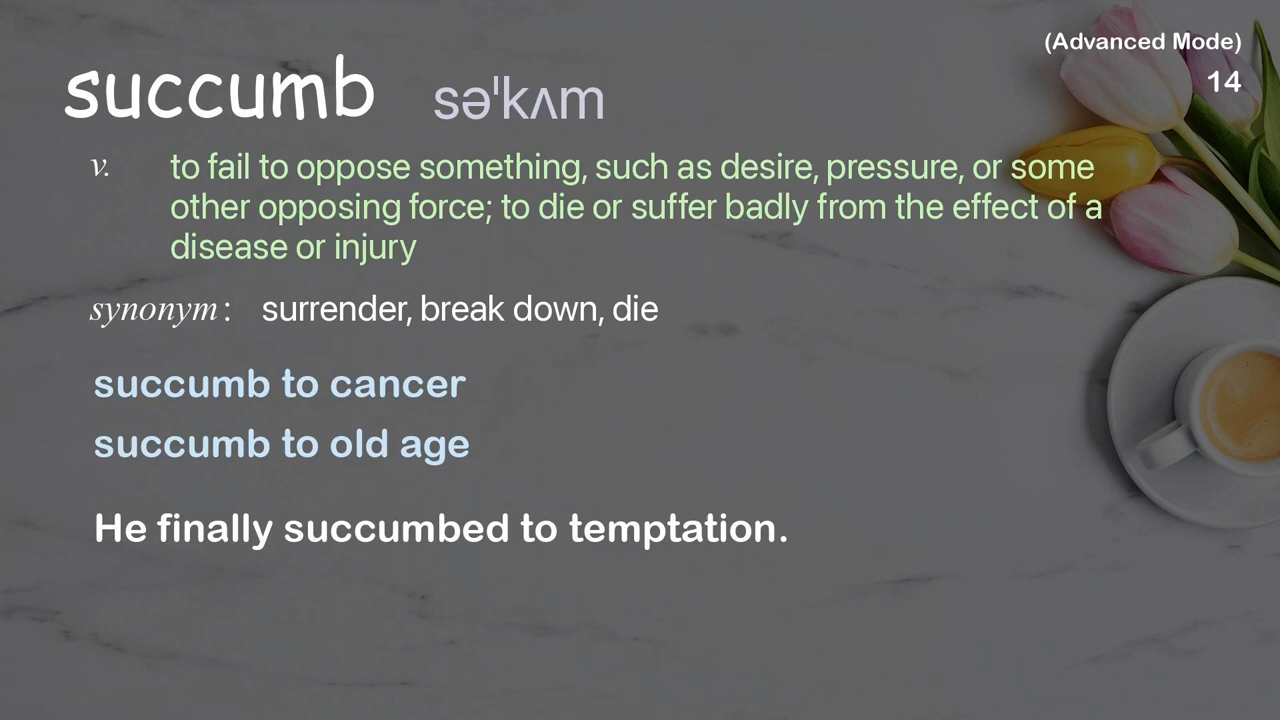 (Advanced Mode)
14
succumb səˈkʌm
v. to fail to oppose something, such as desire, pressure, or some
other opposing force; to die or suffer badly from the effect of a
disease or injury
synonym: surrender, break down, die
succumb to cancer
succumb to old age
He finally succumbed to temptation.